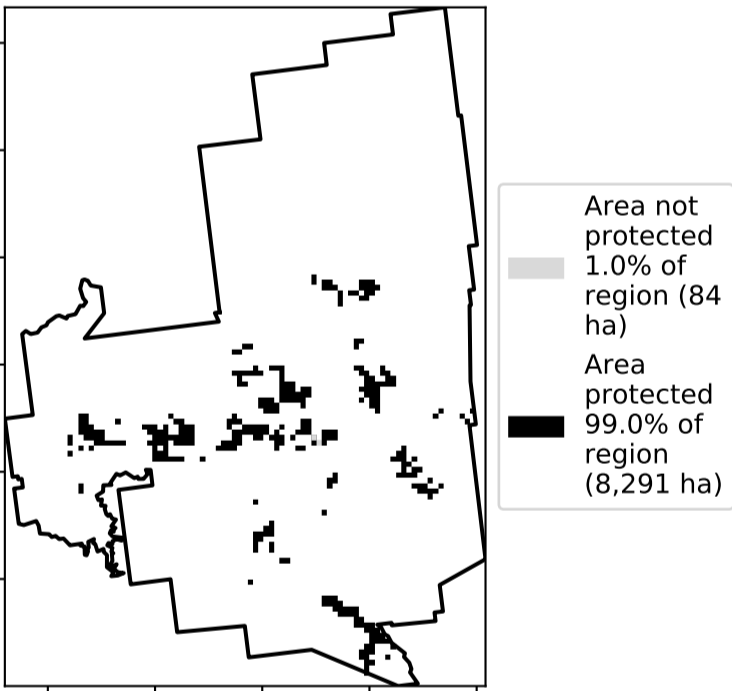 Area not
protected
1.0% of
region (84
ha)
Area
protected
99.0% of
region
(8,291 ha)